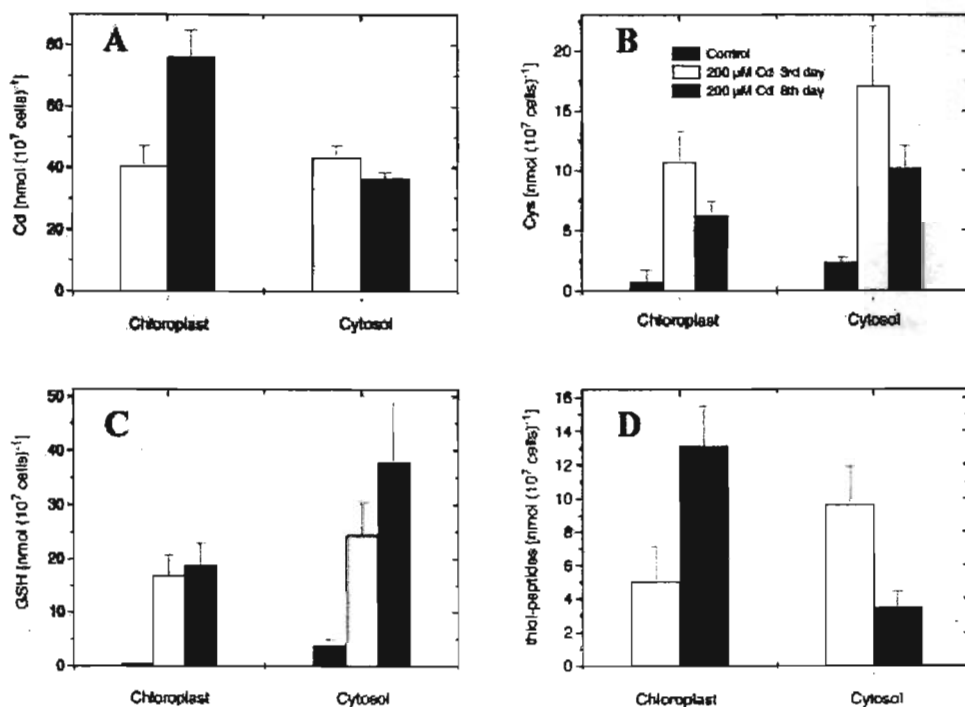 A
Cd [nmol (10⁷ cells)⁻¹]
80
60
40
20
0
Chloroplast
Cytosol
B
Control
200 µM Cd 3rd day
200 µM Cd 8th day
Cys [nmol (10⁷ cells)⁻¹]
20
15
10
5
0
Chloroplast
Cytosol
C
GSH [nmol (10⁷ cells)⁻¹]
50
40
30
20
10
0
Chloroplast
Cytosol
D
thiol-peptides [nmol (10⁷ cells)⁻¹]
16
14
12
10
8
6
4
2
0
Chloroplast
Cytosol